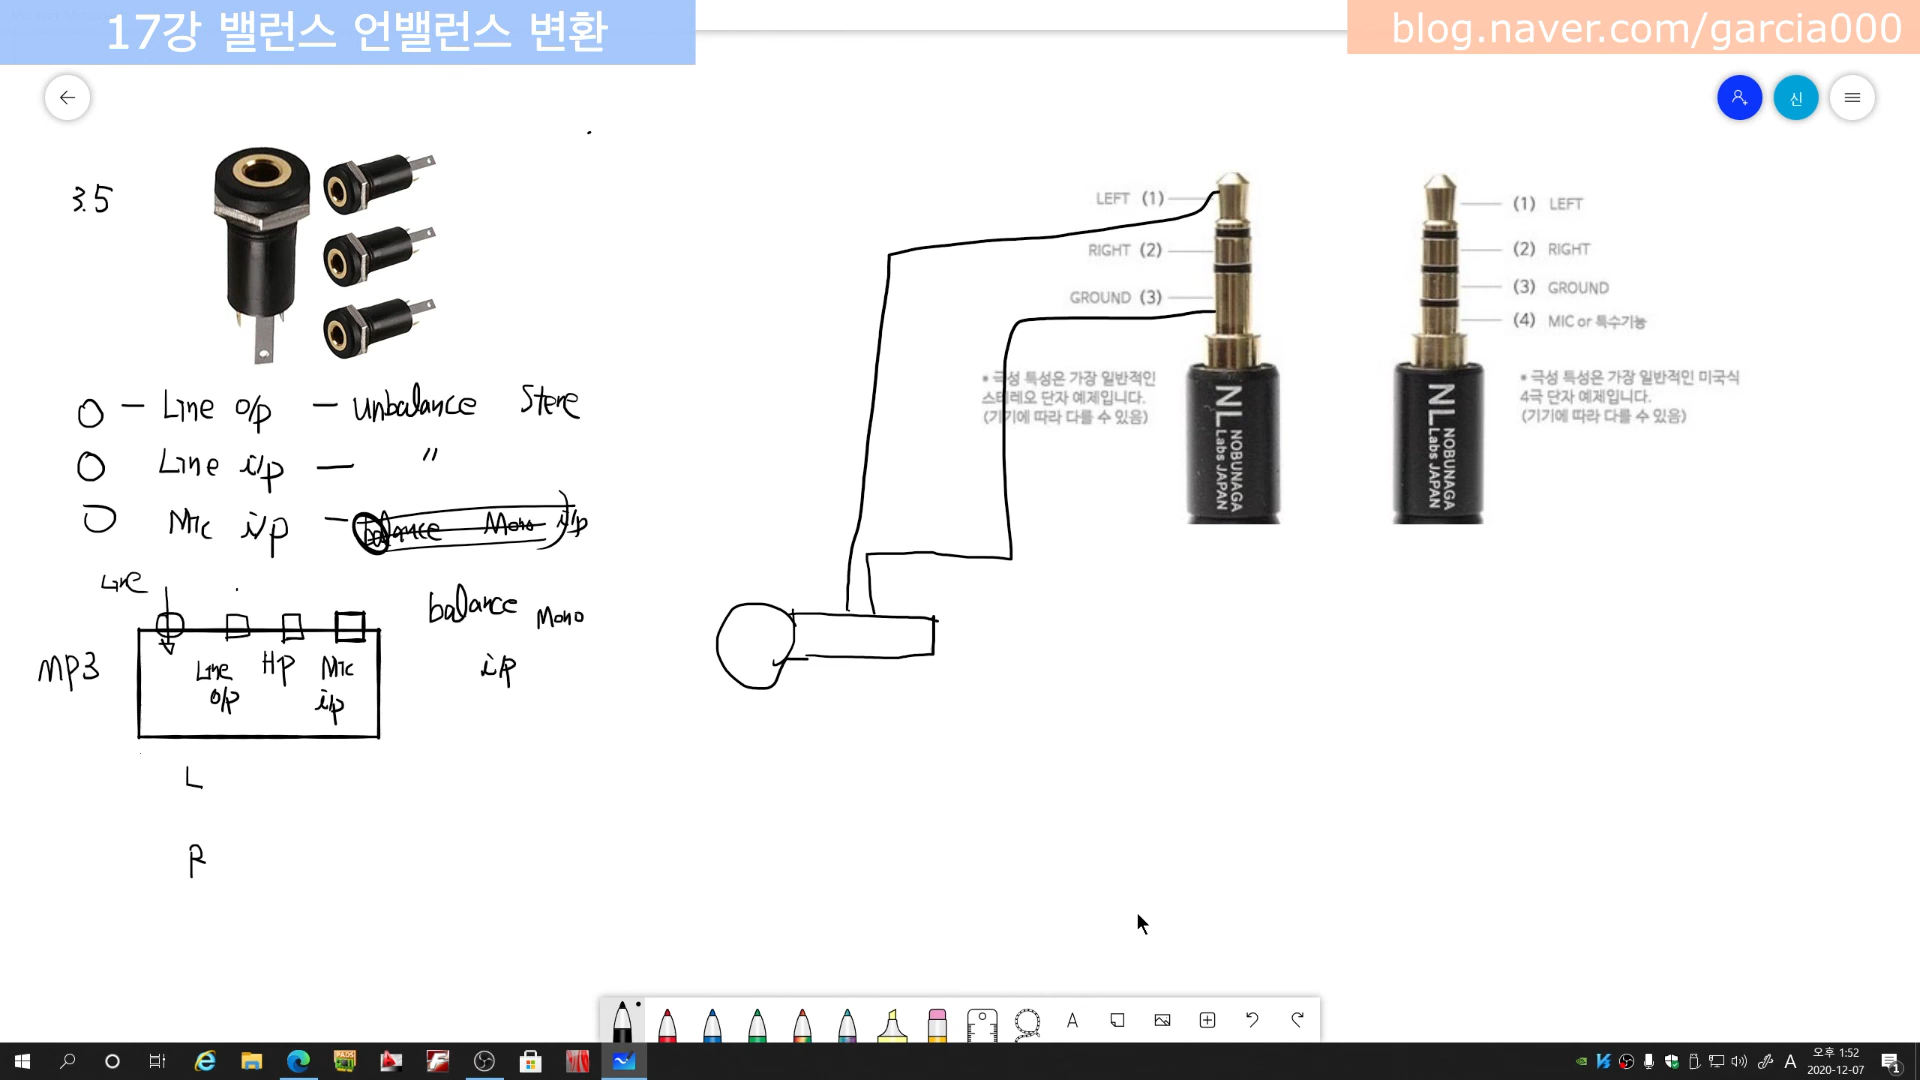 17강 밸런스 언밸런스 변환
blog.naver.com/garcia000
신
3.5
LEFT (1)
RIGHT (2)
GROUND (3)
• 극성 특성은 가장 일반적인
스테레오 단자 예제입니다.
(기기에 따라 다를 수 있음)
NL NOBUNAGA
Labs JAPAN
(1) LEFT
(2) RIGHT
(3) GROUND
(4) MIC or 특수기능
• 극성 특성은 가장 일반적인 미국식
4극 단자 예제입니다.
(기기에 따라 다를 수 있음)
NL NOBUNAGA
Labs JAPAN
O - Line o/p - unbalance Stere
O Line i/p - "
O Mic i/p - balance Mono i/p
Line
balance Mono
i/p
MP3
Line o/p
HP
Mic i/p
L
R
A
A
오후 1:52
2020-12-07
1